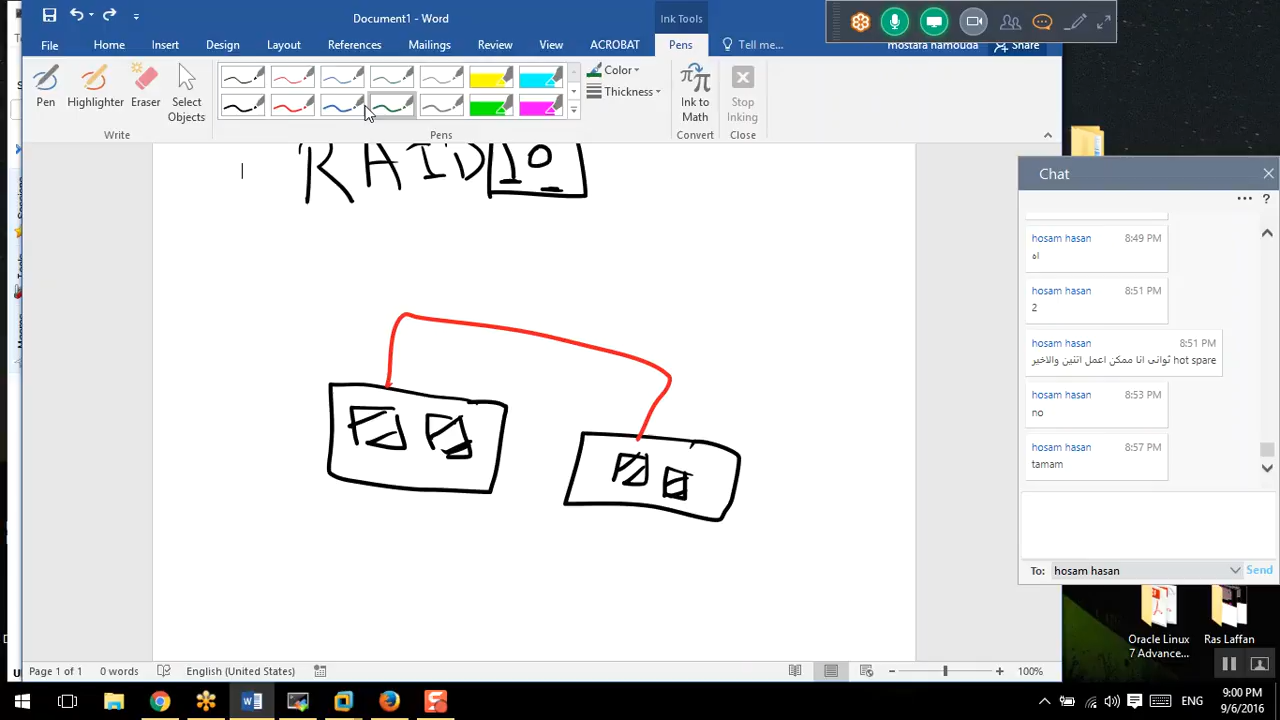 Document1 - Word
Ink Tools
File
Home
Insert
Design
Layout
References
Mailings
Review
View
ACROBAT
Pens
Tell me...
mostafa hamouda
Share
Pen
Highlighter
Eraser
Select Objects
Color
Thickness
Ink to Math
Stop Inking
Write
Pens
Convert
Close
RAID 10
Chat
hosam hasan 8:49 PM
اه
hosam hasan 8:51 PM
2
hosam hasan 8:51 PM
ثوانى انا ممكن اعمل اتنين والاخير hot spare
hosam hasan 8:53 PM
no
hosam hasan 8:57 PM
tamam
To: hosam hasan
Send
Oracle Linux 7 Advance...
Ras Laffan
Page 1 of 1
0 words
English (United States)
100%
ENG
9:00 PM
9/6/2016